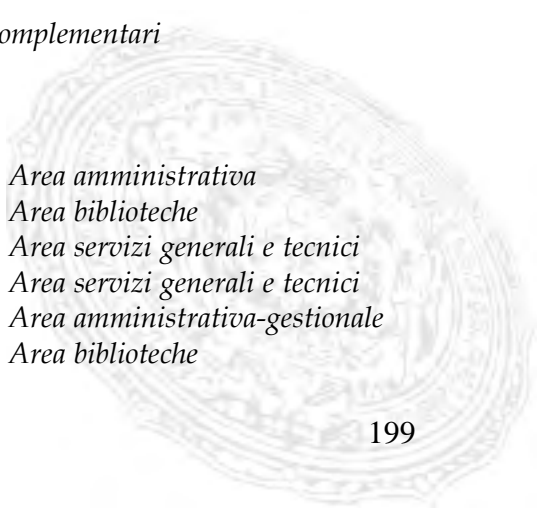 omplementari
Area amministrativa
Area biblioteche
Area servizi generali e tecnici
Area servizi generali e tecnici
Area amministrativa-gestionale
Area biblioteche
199